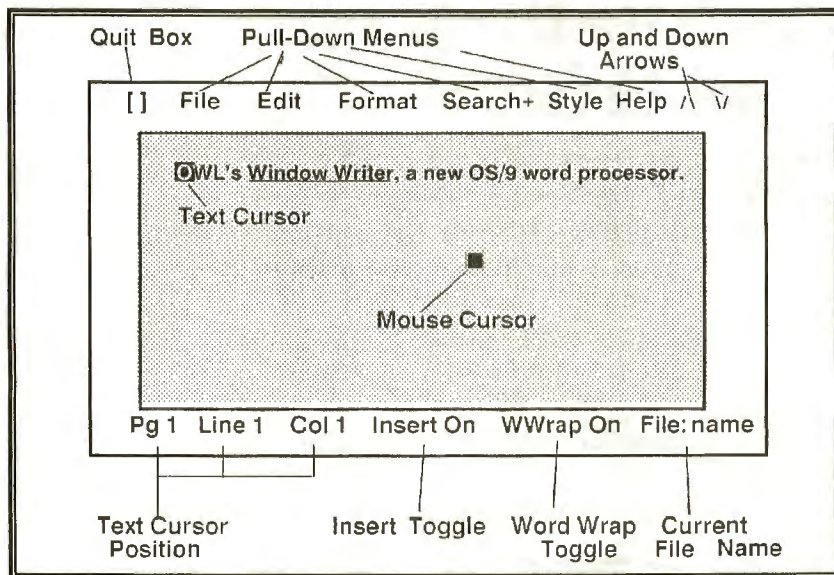 Quit Box Pull-Down Menus Up and Down
Arrows
[ ] File Edit Format Search+ Style Help /\ \/
OWL's Window Writer, a new OS/9 word processor.
Text Cursor
Mouse Cursor
Pg 1 Line 1 Col 1 Insert On WWrap On File: name
Text Cursor Insert Toggle Word Wrap Current
Position Toggle File Name